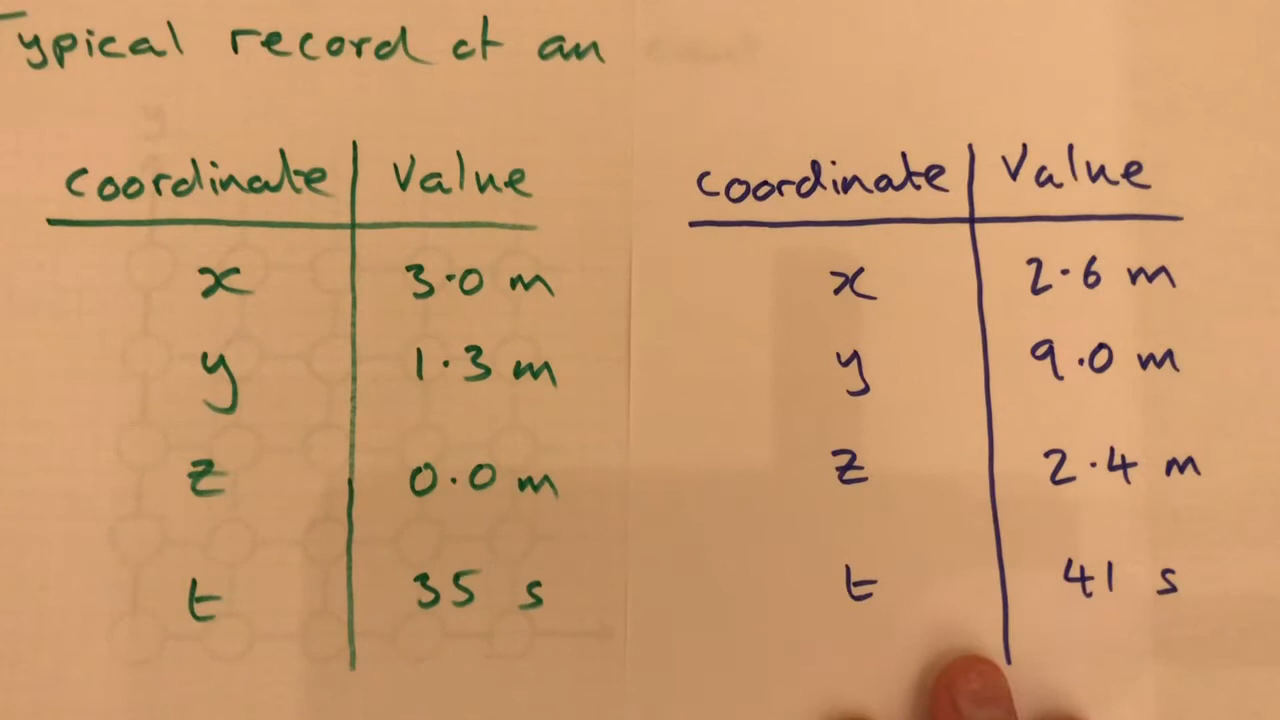 Typical record of an
coordinate Value
x 3.0 m
y 1.3 m
z 0.0 m
t 35 s
coordinate Value
x 2.6 m
y 9.0 m
z 2.4 m
t 41 s